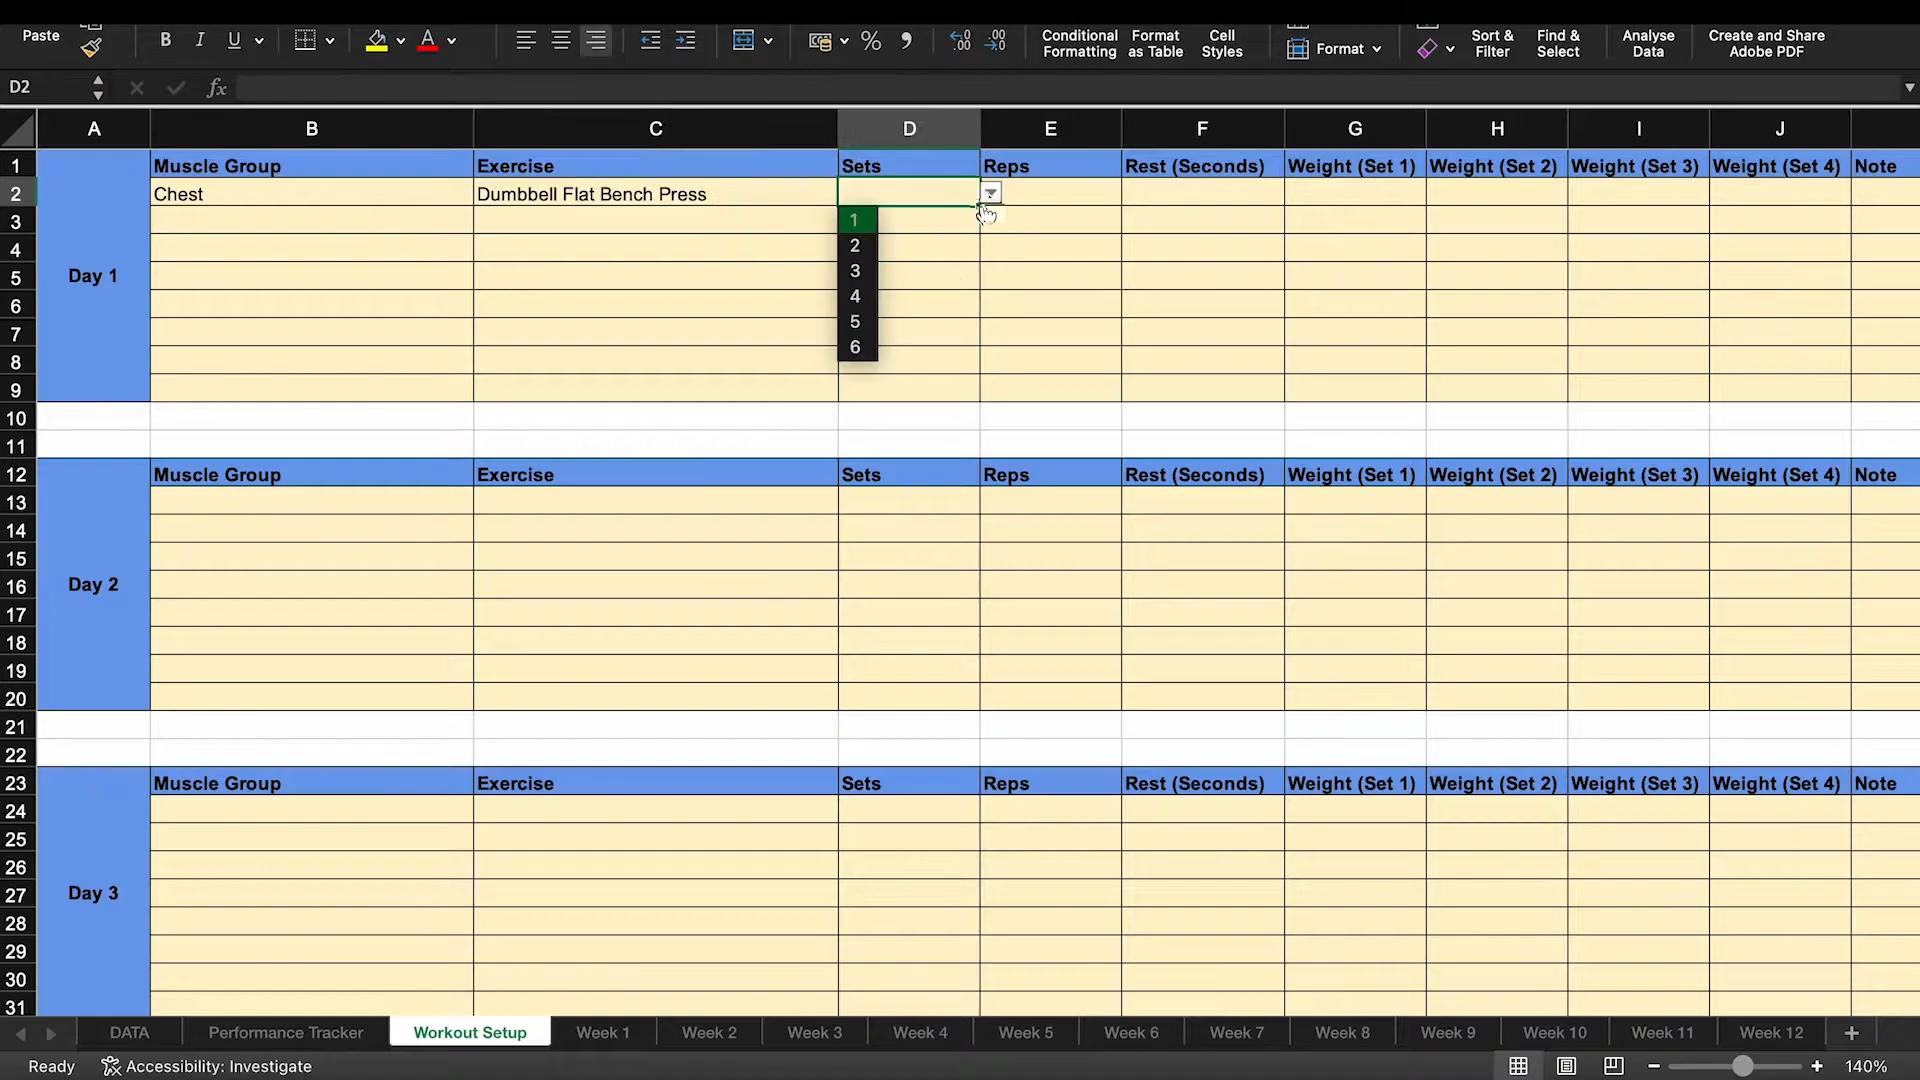 Paste
B I U
A
%
Conditional Formatting
Format as Table
Cell Styles
Format
Sort & Filter
Find & Select
Analyse Data
Create and Share Adobe PDF
D2
fx
A B C D E F G H I J
1 Muscle Group Exercise Sets Reps Rest (Seconds) Weight (Set 1) Weight (Set 2) Weight (Set 3) Weight (Set 4) Note
2 Chest Dumbbell Flat Bench Press
3 1
4 2
5 Day 1 3
6 4
7 5
8 6
9
10
11
12 Muscle Group Exercise Sets Reps Rest (Seconds) Weight (Set 1) Weight (Set 2) Weight (Set 3) Weight (Set 4) Note
13
14
15
16 Day 2
17
18
19
20
21
22
23 Muscle Group Exercise Sets Reps Rest (Seconds) Weight (Set 1) Weight (Set 2) Weight (Set 3) Weight (Set 4) Note
24
25
26
27 Day 3
28
29
30
31
DATA Performance Tracker Workout Setup Week 1 Week 2 Week 3 Week 4 Week 5 Week 6 Week 7 Week 8 Week 9 Week 10 Week 11 Week 12 +
Ready Accessibility: Investigate 140%